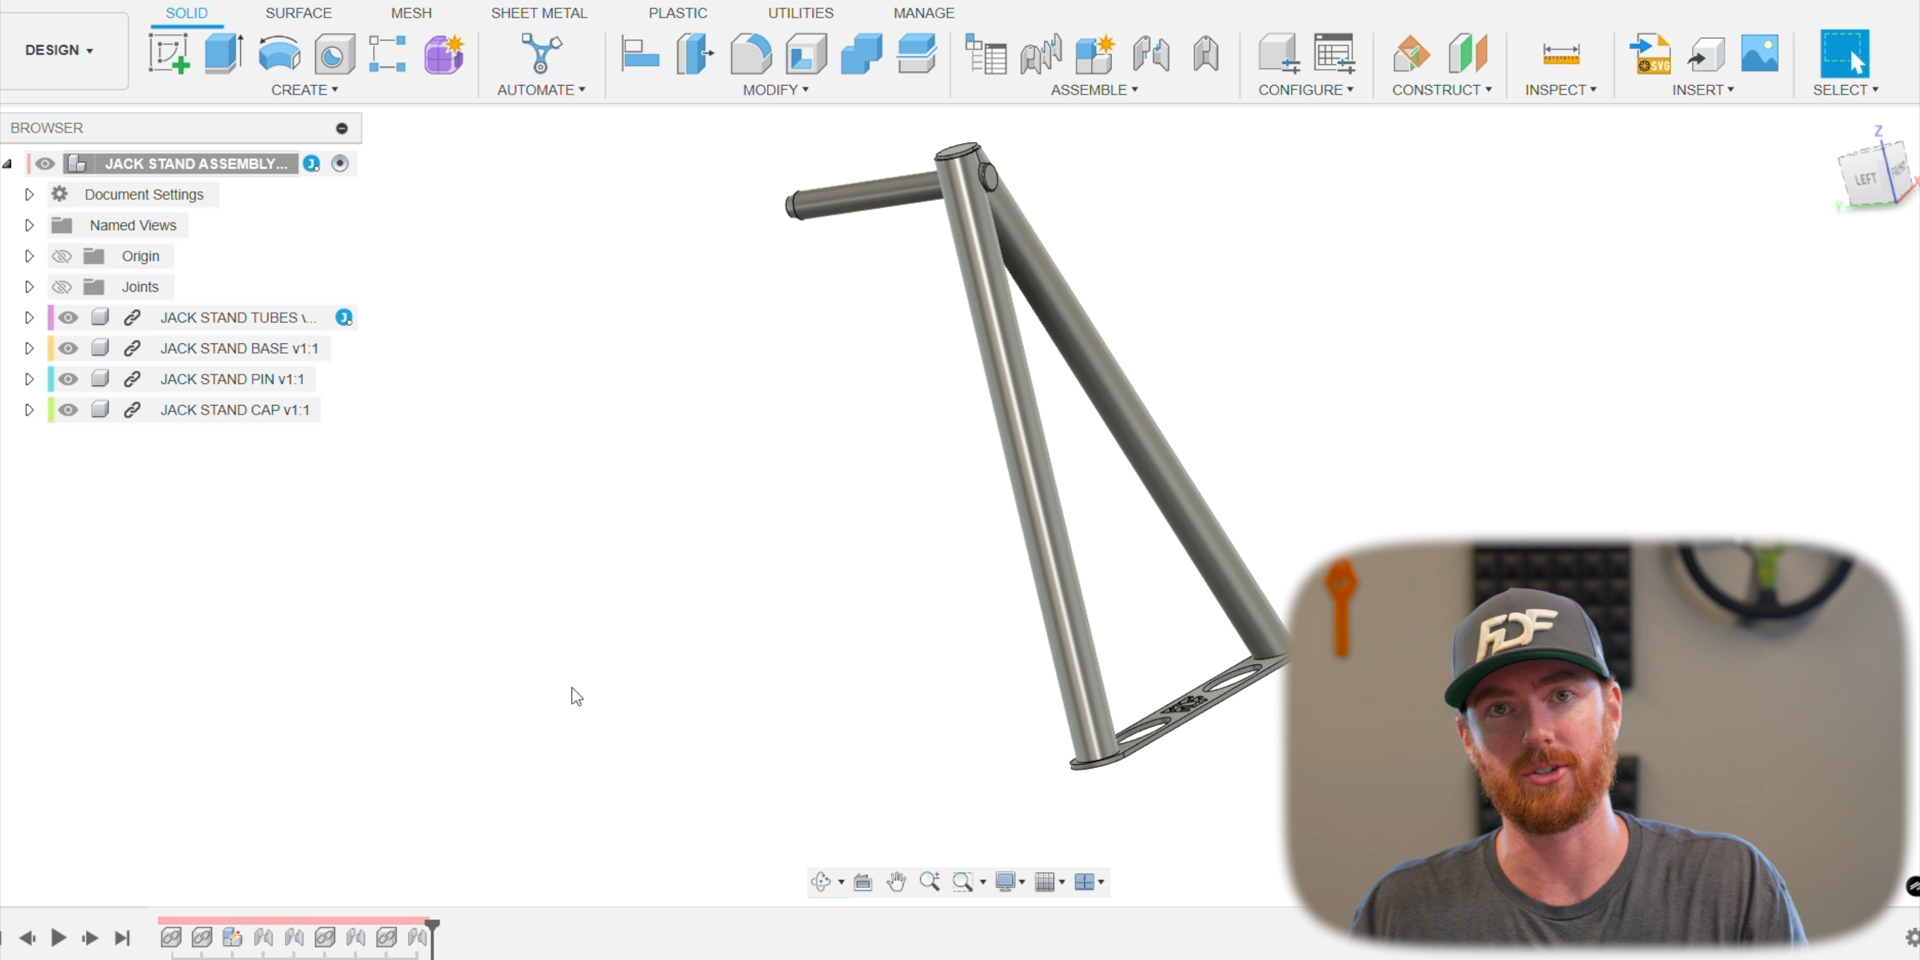 SOLID SURFACE MESH SHEET METAL PLASTIC UTILITIES MANAGE
DESIGN
SVG
CREATE AUTOMATE MODIFY ASSEMBLE CONFIGURE CONSTRUCT INSPECT INSERT SELECT
BROWSER
JACK STAND ASSEMBLY... J
Document Settings
Named Views
Origin
Joints
JACK STAND TUBES v... J
JACK STAND BASE v1:1
JACK STAND PIN v1:1
JACK STAND CAP v1:1
Z
LEFT FRONT
Y X
FDF